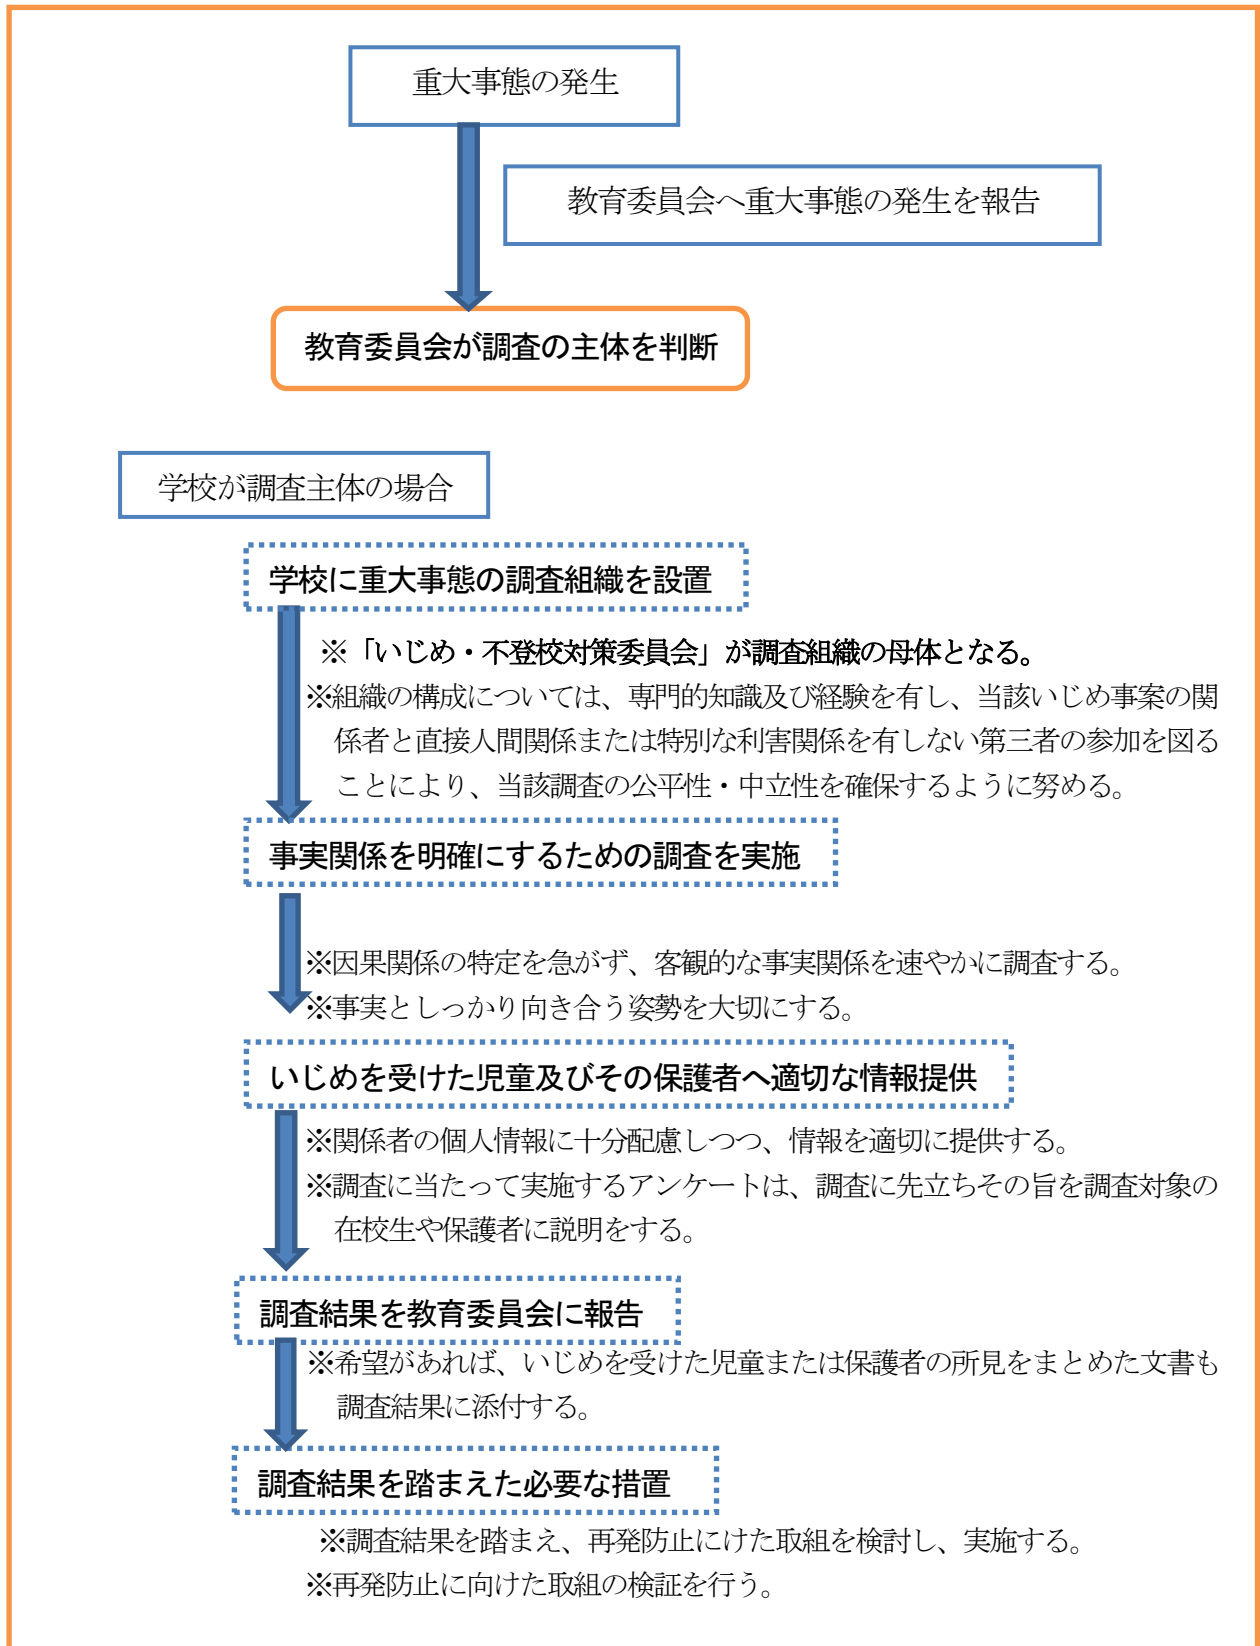 重大事態の発生
教育委員会へ重大事態の発生を報告
教育委員会が調査の主体を判断
学校が調査主体の場合
学校に重大事態の調査組織を設置
※「いじめ・不登校対策委員会」が調査組織の母体となる。
※組織の構成については、専門的知識及び経験を有し、当該いじめ事案の関
係者と直接人間関係または特別な利害関係を有しない第三者の参加を図る
ことにより、当該調査の公平性・中立性を確保するように努める。
事実関係を明確にするための調査を実施
※因果関係の特定を急がず、客観的な事実関係を速やかに調査する。
※事実としっかり向き合う姿勢を大切にする。
いじめを受けた児童及びその保護者へ適切な情報提供
※関係者の個人情報に十分配慮しつつ、情報を適切に提供する。
※調査に当たって実施するアンケートは、調査に先立ちその旨を調査対象の
在校生や保護者に説明をする。
調査結果を教育委員会に報告
※希望があれば、いじめを受けた児童または保護者の所見をまとめた文書も
調査結果に添付する。
調査結果を踏まえた必要な措置
※調査結果を踏まえ、再発防止にけた取組を検討し、実施する。
※再発防止に向けた取組の検証を行う。